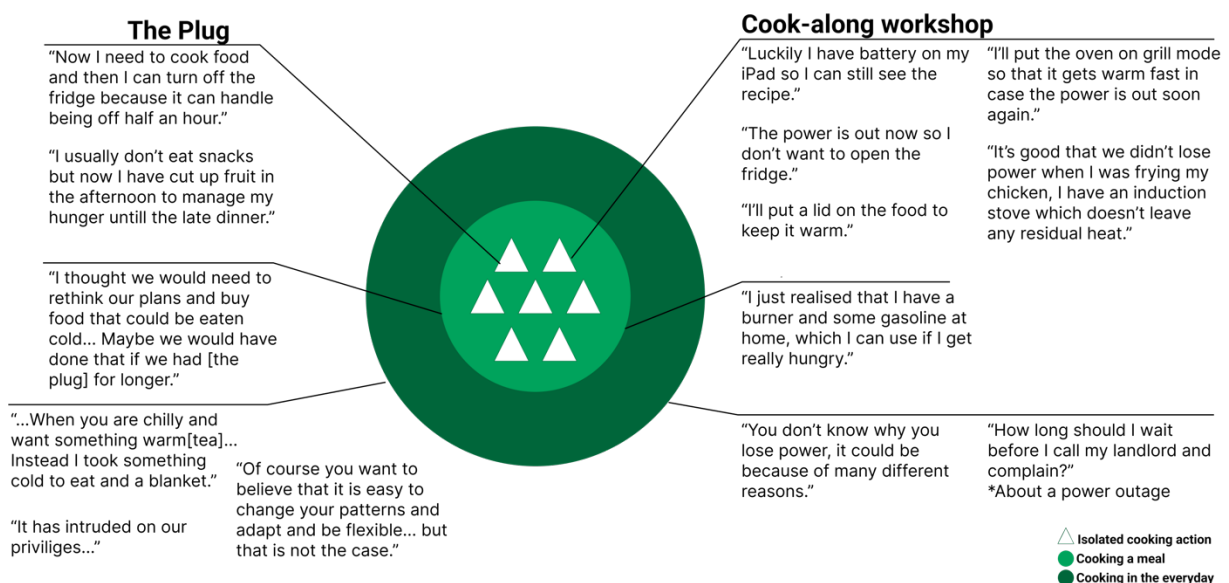 The Plug
“Now I need to cook food
and then I can turn off the
fridge because it can handle
being off half an hour.”
“I usually don’t eat snacks
but now I have cut up fruit in
the afternoon to manage my
hunger untill the late dinner.”
“I thought we would need to
rethink our plans and buy
food that could be eaten
cold... Maybe we would have
done that if we had [the
plug] for longer.”
“...When you are chilly and
want something warm[tea]...
Instead I took something
cold to eat and a blanket.”
“It has intruded on our
priviliges...”
“Of course you want to
believe that it is easy to
change your patterns and
adapt and be flexible... but
that is not the case.”
Cook-along workshop
“Luckily I have battery on my
iPad so I can still see the
recipe.”
“The power is out now so I
don’t want to open the
fridge.”
“I’ll put a lid on the food to
keep it warm.”
“I’ll put the oven on grill mode
so that it gets warm fast in
case the power is out soon
again.”
“It’s good that we didn’t lose
power when I was frying my
chicken, I have an induction
stove which doesn’t leave
any residual heat.”
“I just realised that I have a
burner and some gasoline at
home, which I can use if I get
really hungry.”
“You don’t know why you
lose power, it could be
because of many different
reasons.”
“How long should I wait
before I call my landlord and
complain?”
*About a power outage
Isolated cooking action
Cooking a meal
Cooking in the everyday